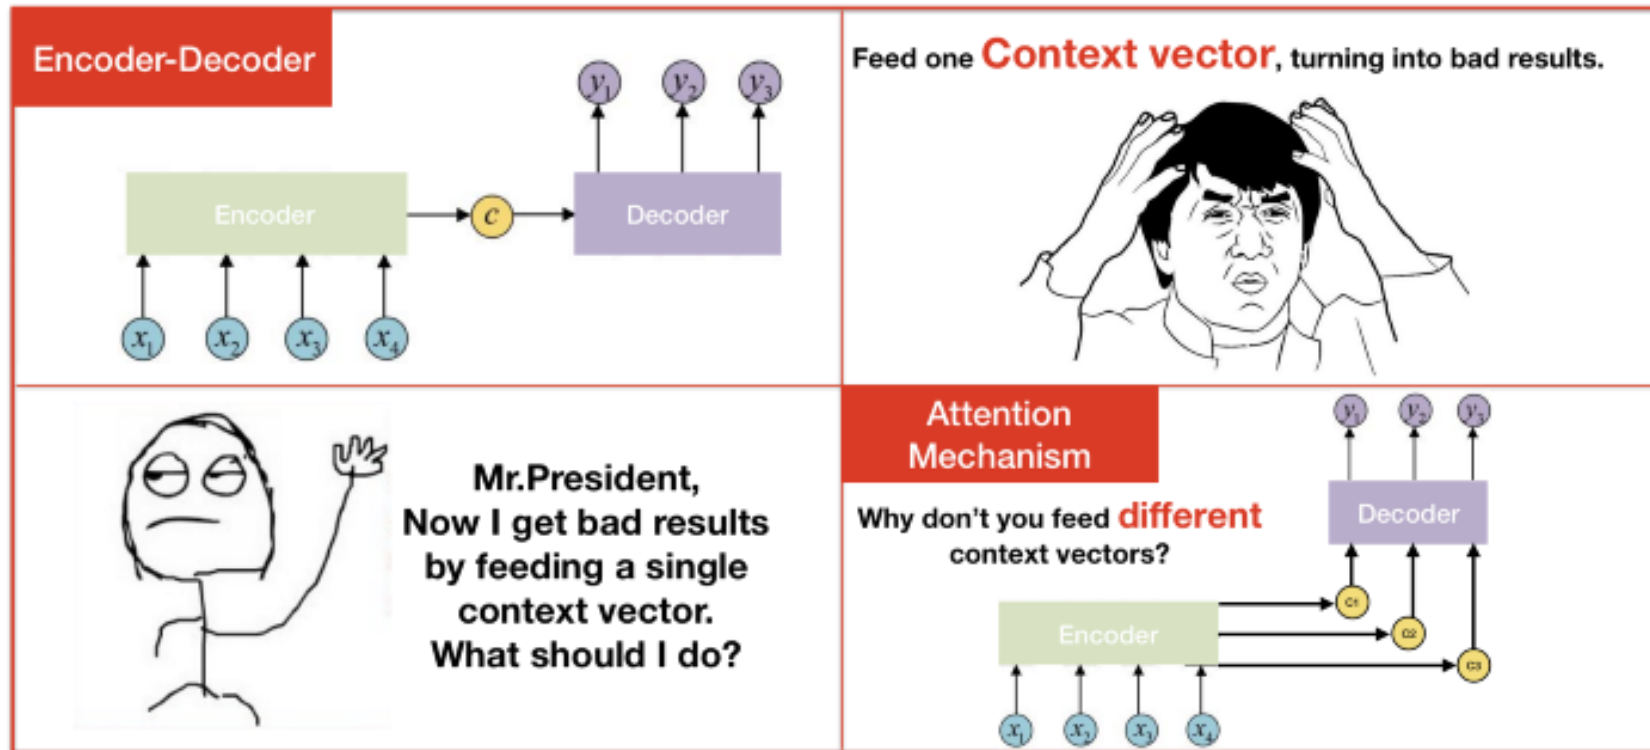 Encoder-Decoder
y1 y2 y3
Encoder
c
Decoder
x1 x2 x3 x4
Feed one Context vector, turning into bad results.
Mr.President,
Now I get bad results
by feeding a single
context vector.
What should I do?
Attention
Mechanism
Why don't you feed different
context vectors?
y1 y2 y3
Decoder
C1
Encoder
C2
C3
x1 x2 x3 x4